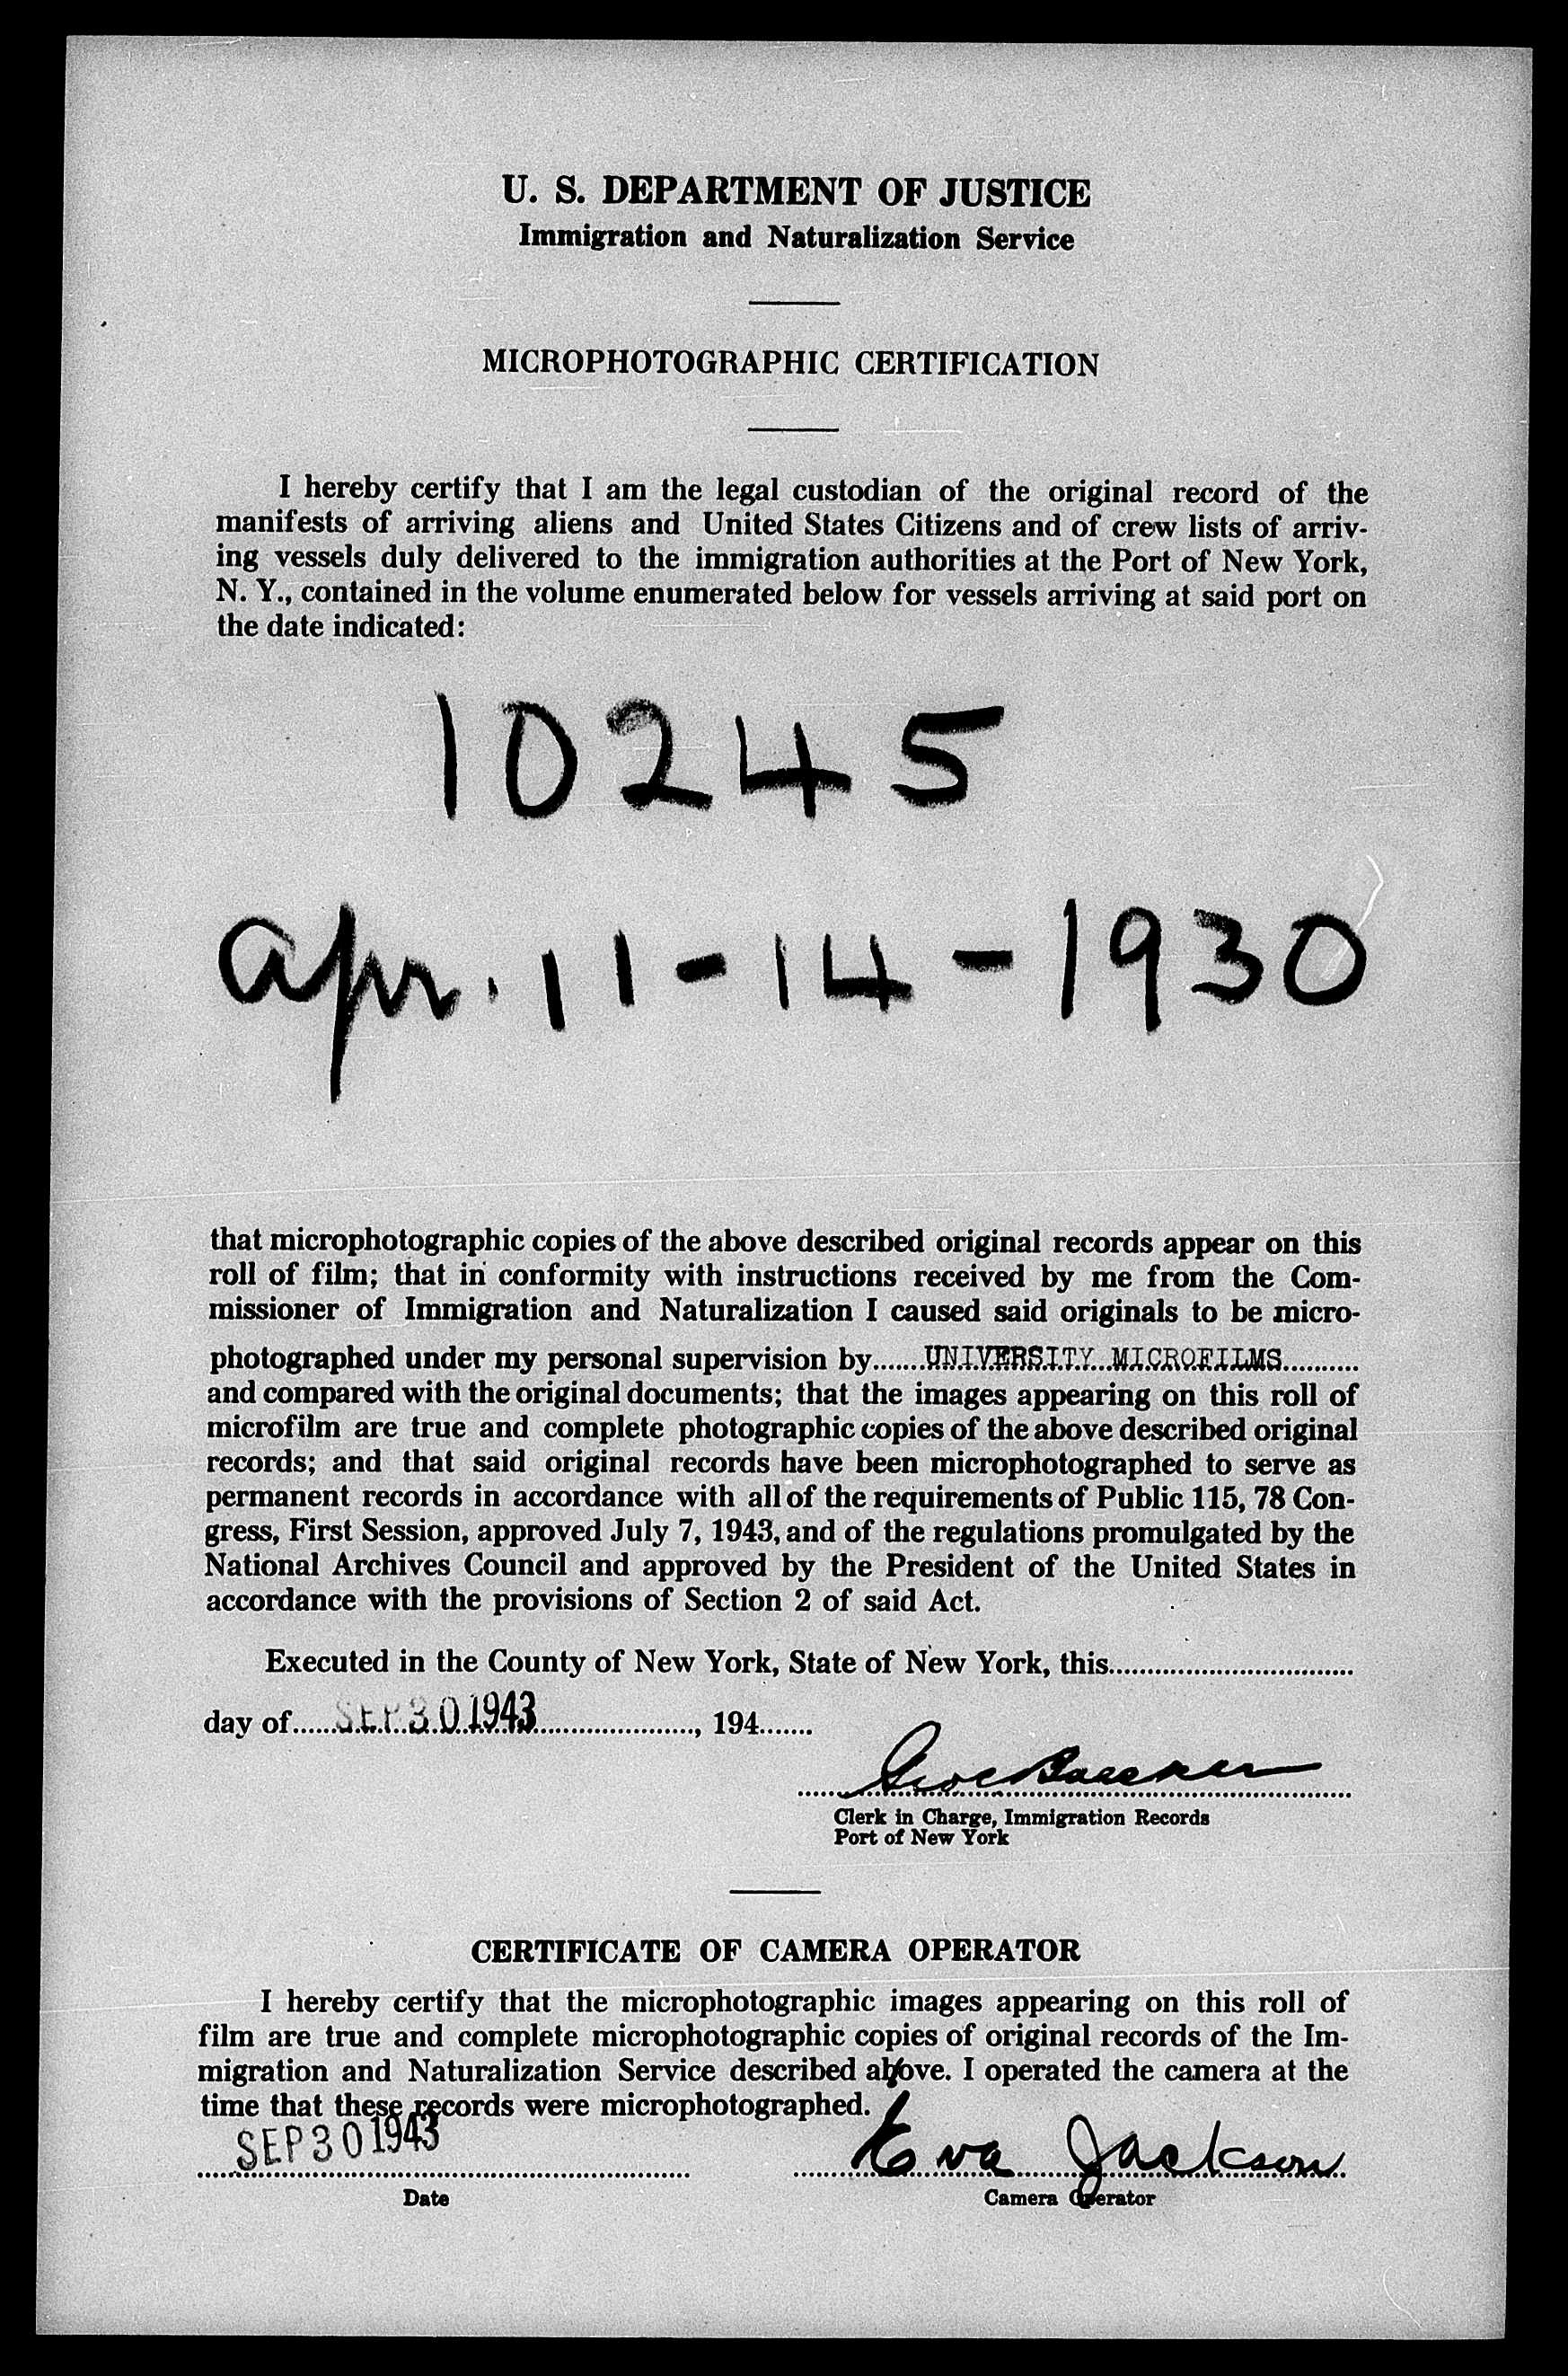 U. S. DEPARTMENT OF JUSTICE
Immigration and Naturalization Service
MICROPHOTOGRAPHIC CERTIFICATION
I hereby certify that I am the legal custodian of the original record of the
manifests of arriving aliens and United States Citizens and of crew lists of arriv-
ing vessels duly delivered to the immigration authorities at the Port of New York,
N. Y., contained in the volume enumerated below for vessels arriving at said port on
the date indicated:
10245
apr. 11-14-1930
that microphotographic copies of the above described original records appear on this
roll of film; that in conformity with instructions received by me from the Com-
missioner of Immigration and Naturalization I caused said originals to be micro-
photographed under my personal supervision by.......UNIVERSITY MICROFILMS..........
and compared with the original documents; that the images appearing on this roll of
microfilm are true and complete photographic copies of the above described original
records; and that said original records have been microphotographed to serve as
permanent records in accordance with all of the requirements of Public 115, 78 Con-
gress, First Session, approved July 7, 1943, and of the regulations promulgated by the
National Archives Council and approved by the President of the United States in
accordance with the provisions of Section 2 of said Act.
Executed in the County of New York, State of New York, this................................
day of......SEP 30 1943....................., 194.......
Clerk in Charge, Immigration Records
Port of New York
CERTIFICATE OF CAMERA OPERATOR
I hereby certify that the microphotographic images appearing on this roll of
film are true and complete microphotographic copies of original records of the Im-
migration and Naturalization Service described above. I operated the camera at the
time that these records were microphotographed.
SEP 30 1943
Eva Jackson
Date
Camera Operator